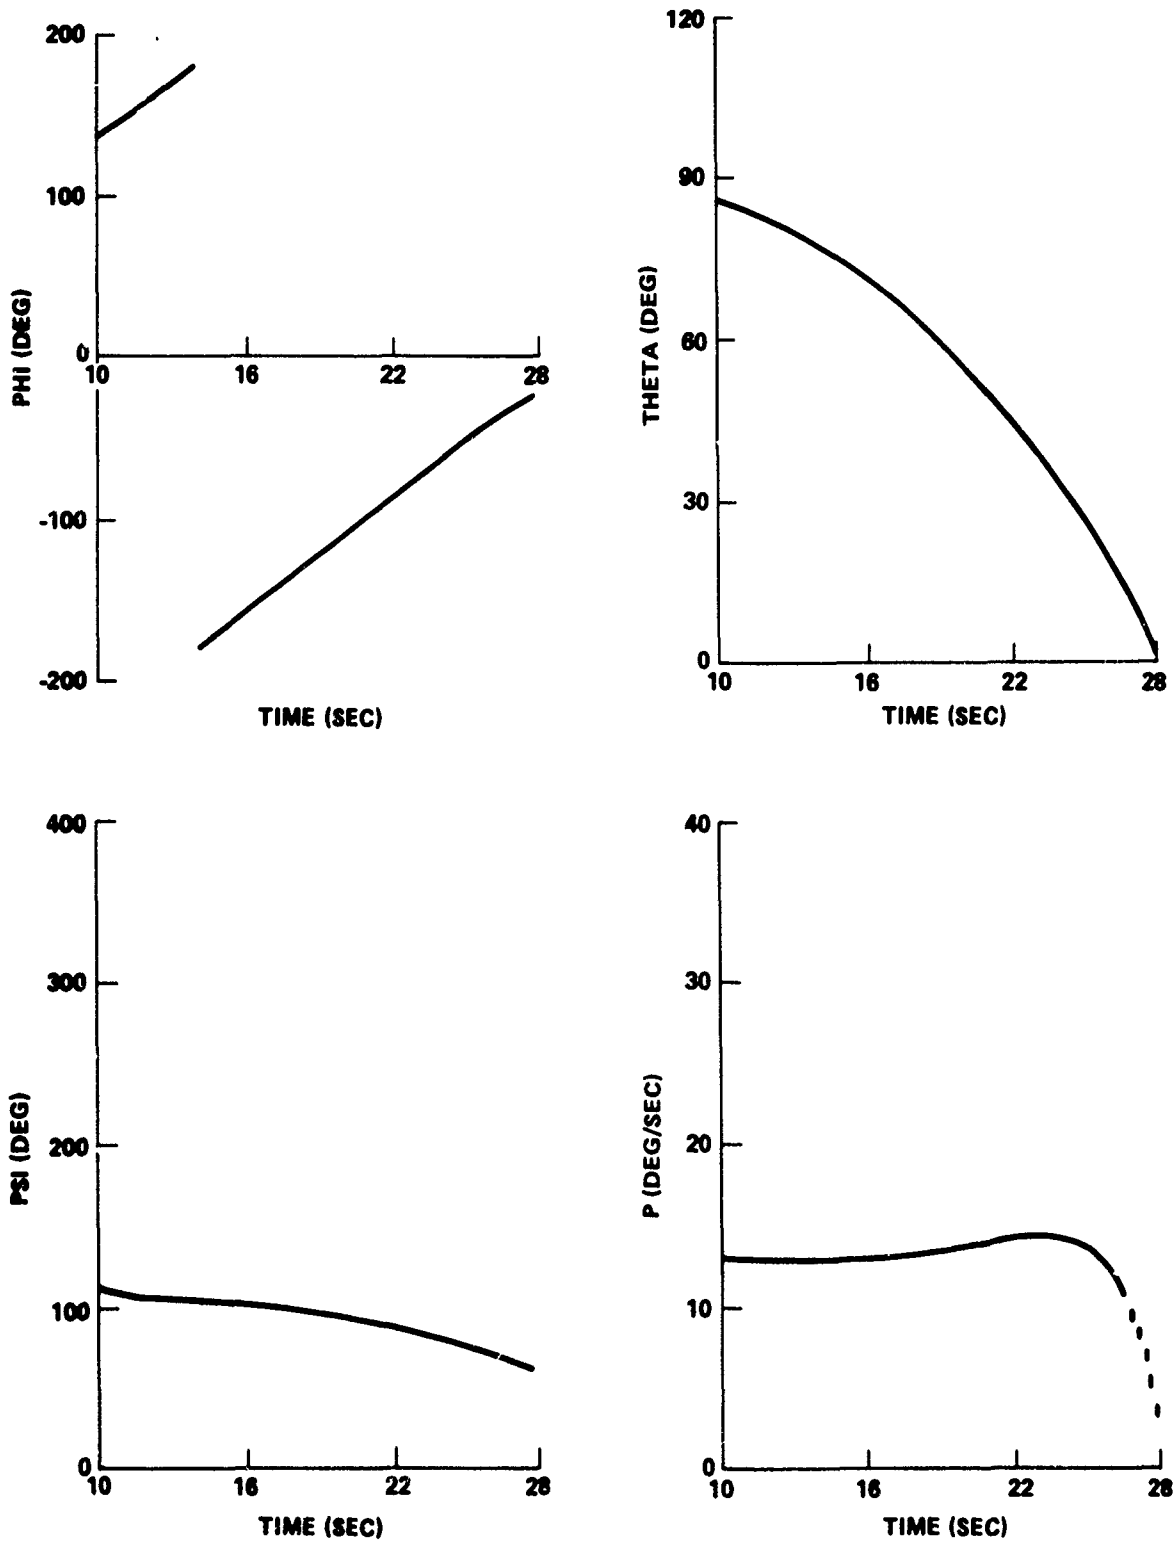 200
100
0
-100
-200
PHI (DEG)
10 16 22 28
TIME (SEC)
120
90
60
30
0
THETA (DEG)
10 16 22 28
TIME (SEC)
400
300
200
100
0
PSI (DEG)
10 16 22 28
TIME (SEC)
40
30
20
10
0
P (DEG/SEC)
10 16 22 28
TIME (SEC)